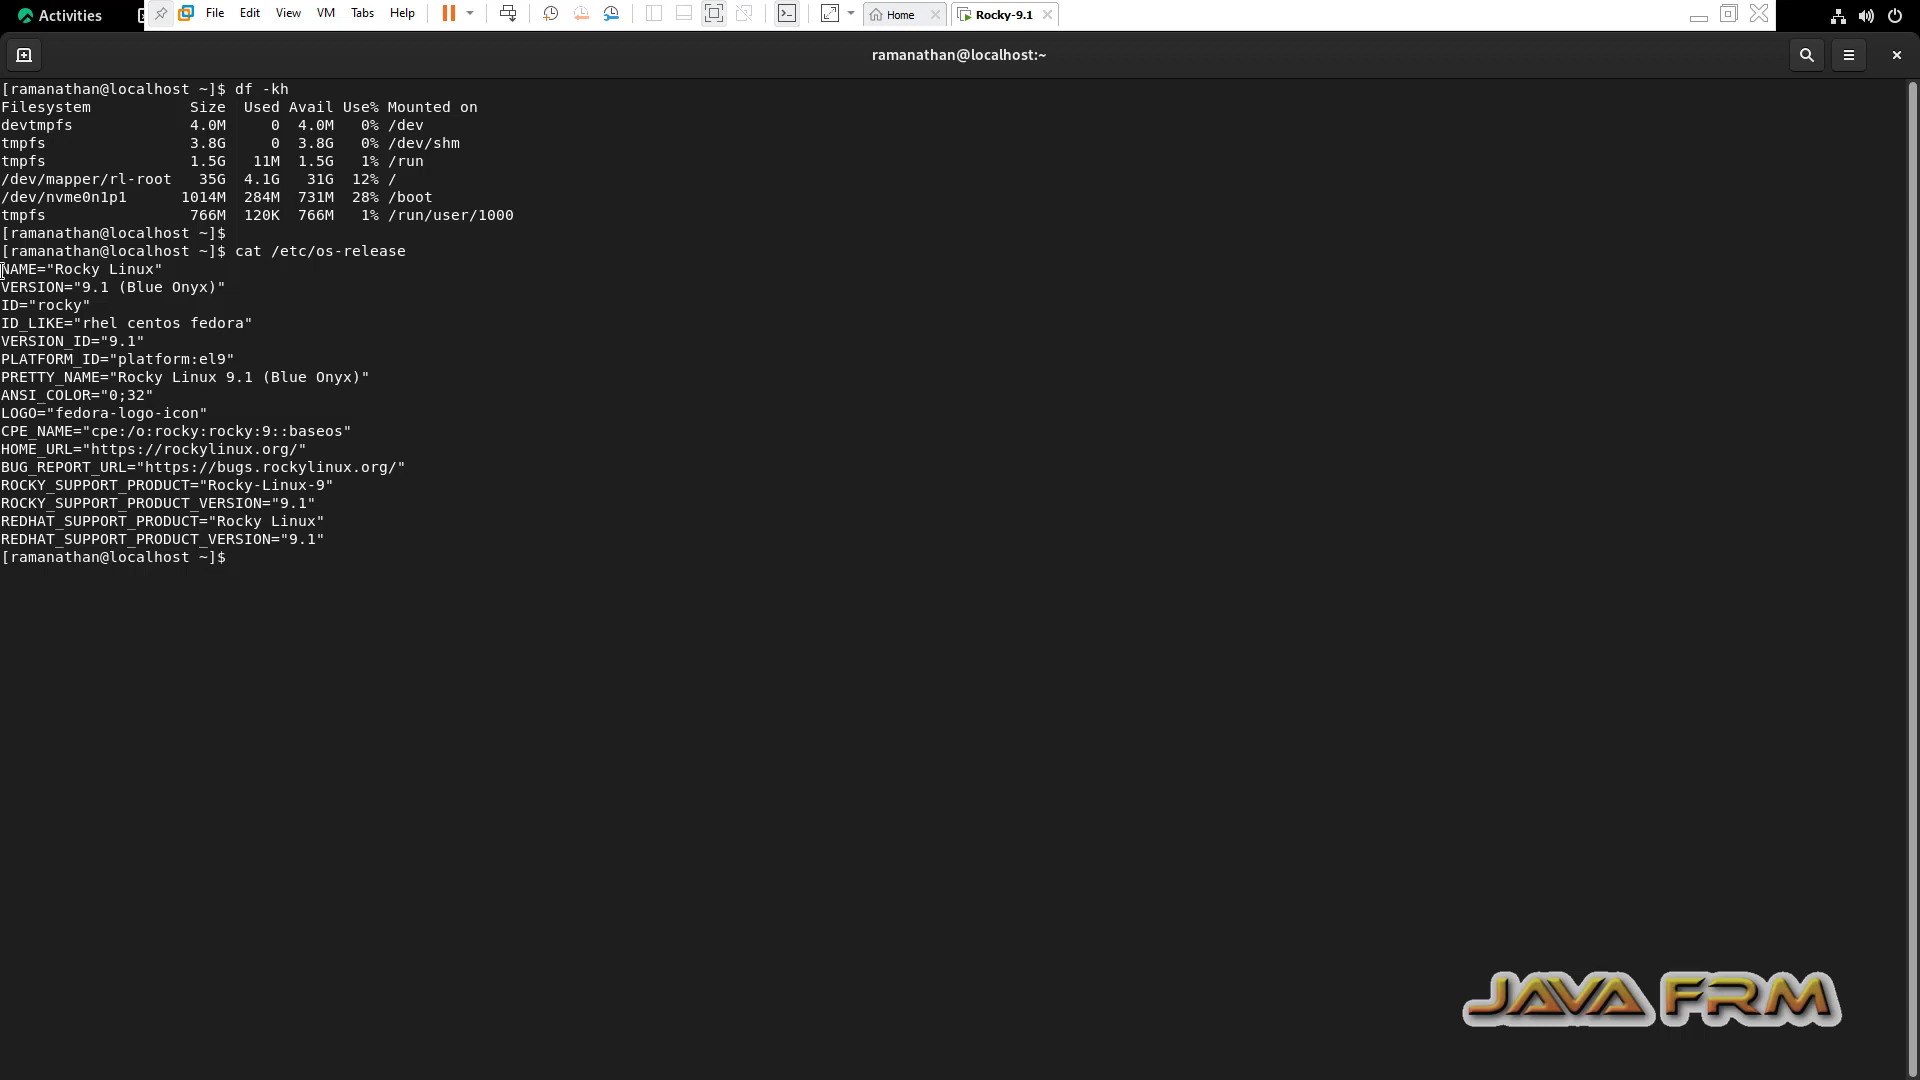 Activities File Edit View VM Tabs Help Home Rocky-9.1
ramanathan@localhost:~
[ramanathan@localhost ~]$ df -kh
Filesystem           Size  Used Avail Use% Mounted on
devtmpfs             4.0M     0  4.0M   0% /dev
tmpfs                3.8G     0  3.8G   0% /dev/shm
tmpfs                1.5G   11M  1.5G   1% /run
/dev/mapper/rl-root   35G  4.1G   31G  12% /
/dev/nvme0n1p1      1014M  284M  731M  28% /boot
tmpfs                766M  120K  766M   1% /run/user/1000
[ramanathan@localhost ~]$
[ramanathan@localhost ~]$ cat /etc/os-release
NAME="Rocky Linux"
VERSION="9.1 (Blue Onyx)"
ID="rocky"
ID_LIKE="rhel centos fedora"
VERSION_ID="9.1"
PLATFORM_ID="platform:el9"
PRETTY_NAME="Rocky Linux 9.1 (Blue Onyx)"
ANSI_COLOR="0;32"
LOGO="fedora-logo-icon"
CPE_NAME="cpe:/o:rocky:rocky:9::baseos"
HOME_URL="https://rockylinux.org/"
BUG_REPORT_URL="https://bugs.rockylinux.org/"
ROCKY_SUPPORT_PRODUCT="Rocky-Linux-9"
ROCKY_SUPPORT_PRODUCT_VERSION="9.1"
REDHAT_SUPPORT_PRODUCT="Rocky Linux"
REDHAT_SUPPORT_PRODUCT_VERSION="9.1"
[ramanathan@localhost ~]$
JAVA FRM